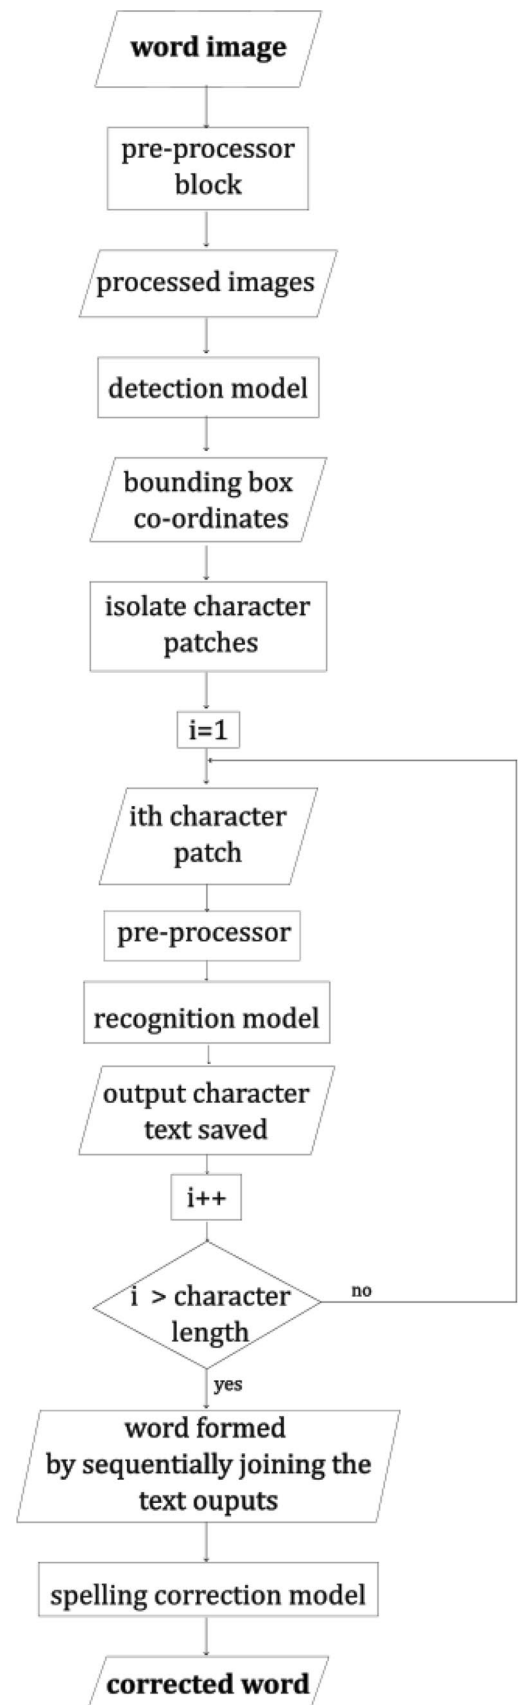 word image
pre-processor
block
processed images
detection model
bounding box
co-ordinates
isolate character
patches
i=1
ith character
patch
pre-processor
recognition model
output character
text saved
i++
i > character
length
no
yes
word formed
by sequentially joining the
text ouputs
spelling correction model
corrected word